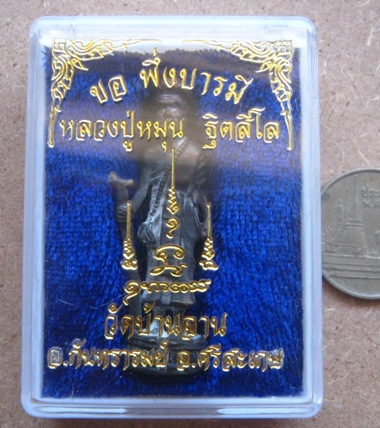 ขอ พึ่งบารมี
หลวงปู่หมุน ฐิตสีโล
วัดบ้านจาน
อ.กันทรารมย์ จ.ศรีสะเกษ